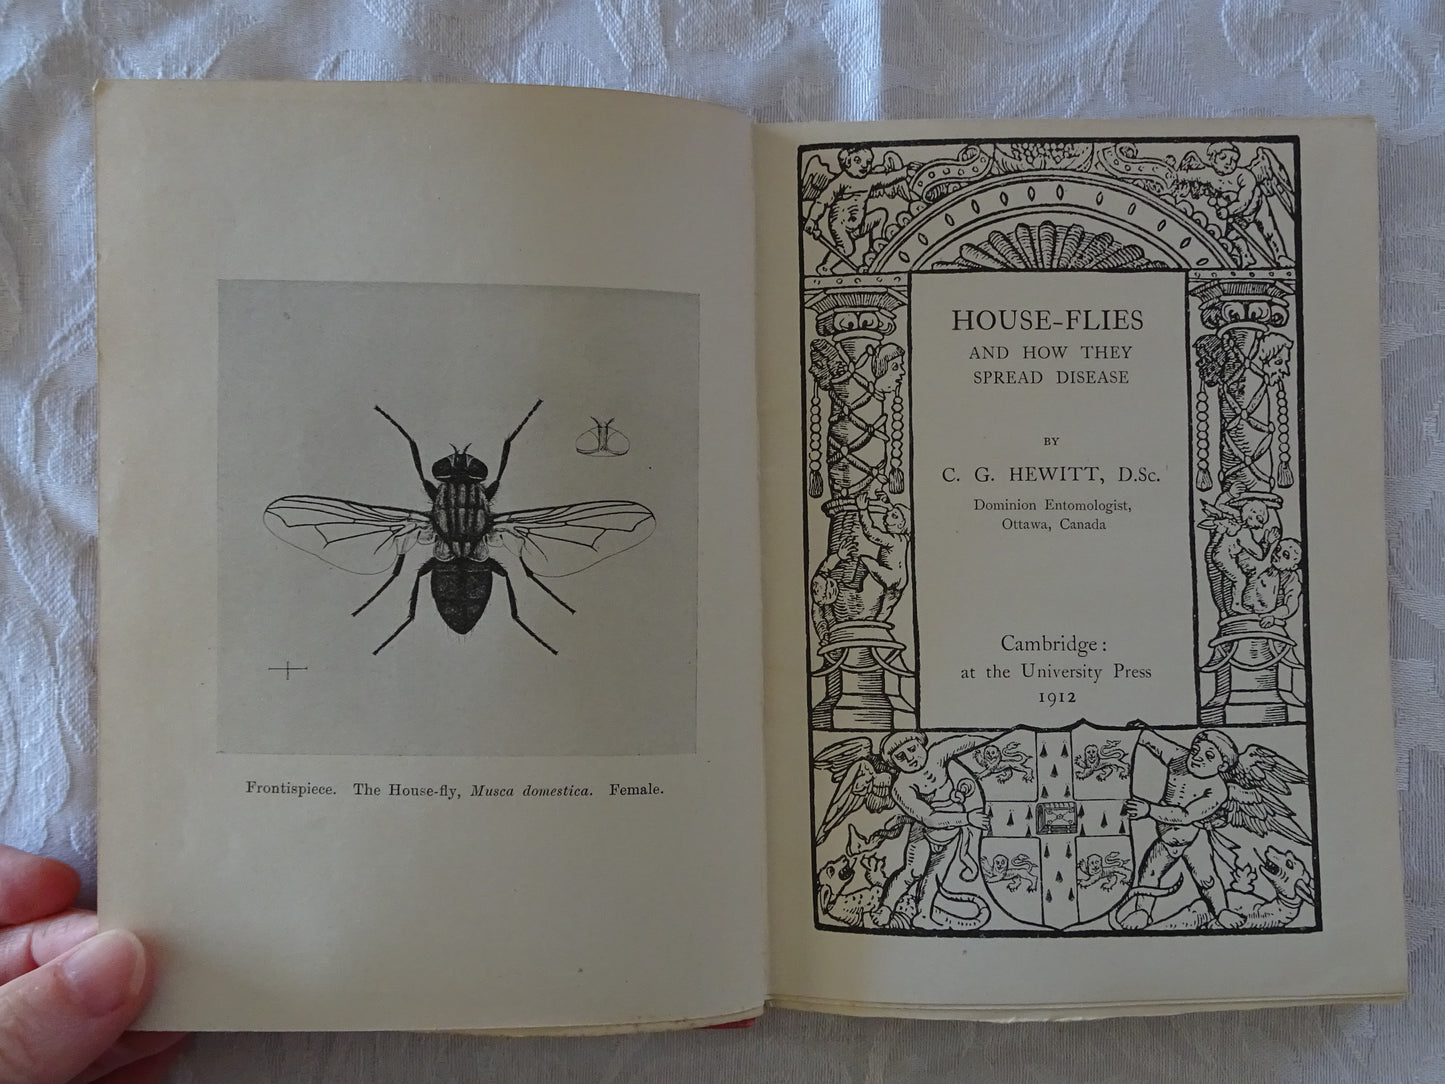 Frontispiece. The House-fly, Musca domestica. Female.
HOUSE-FLIES
AND HOW THEY
SPREAD DISEASE
BY
C. G. HEWITT, D.Sc.
Dominion Entomologist,
Ottawa, Canada
Cambridge:
at the University Press
1912